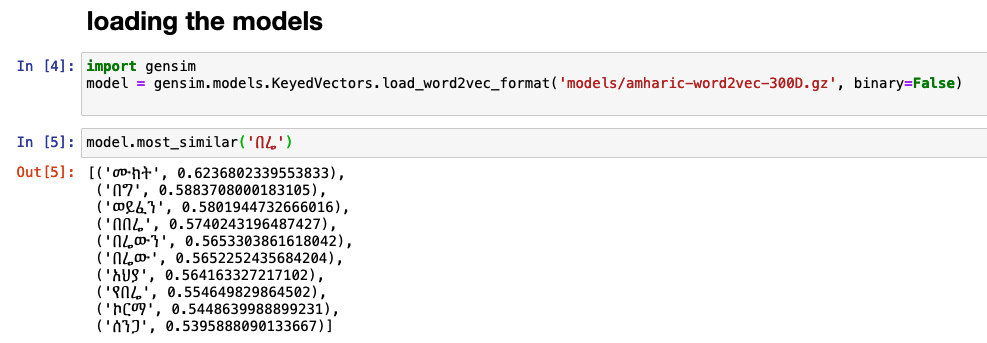 loading the models
In [4]: import gensim
model = gensim.models.KeyedVectors.load_word2vec_format('models/amharic-word2vec-300D.gz', binary=False)
In [5]: model.most_similar('በሬ')
Out[5]: [('ሙከት', 0.6236802339553833),
('በግ', 0.5883708000183105),
('ወይፈን', 0.5801944732666016),
('በበሬ', 0.5740243196487427),
('በሬውን', 0.5653303861618042),
('በሬው', 0.5652252435684204),
('አህያ', 0.564163327217102),
('የበሬ', 0.554649829864502),
('ኮርማ', 0.5448639988899231),
('ሰንጋ', 0.5395888090133667)]